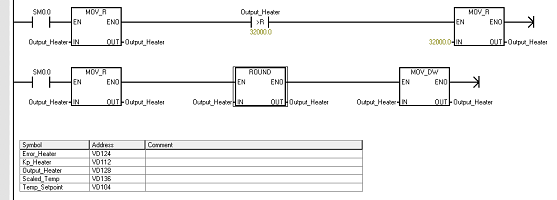 SM0.0 MOV_R Output_Heater MOV_R
EN ENO >R EN ENO
32000.0
Output_Heater IN OUT Output_Heater 32000.0 IN OUT Output_Heater
SM0.0 MOV_R ROUND MOV_DW
EN ENO EN ENO EN ENO
Output_Heater IN OUT Output_Heater Output_Heater IN OUT Output_Heater Output_Heater IN OUT Output_Heater
Symbol Address Comment
Error_Heater VD124
Kp_Heater VD112
Output_Heater VD128
Scaled_Temp VD136
Temp_Setpoint VD104